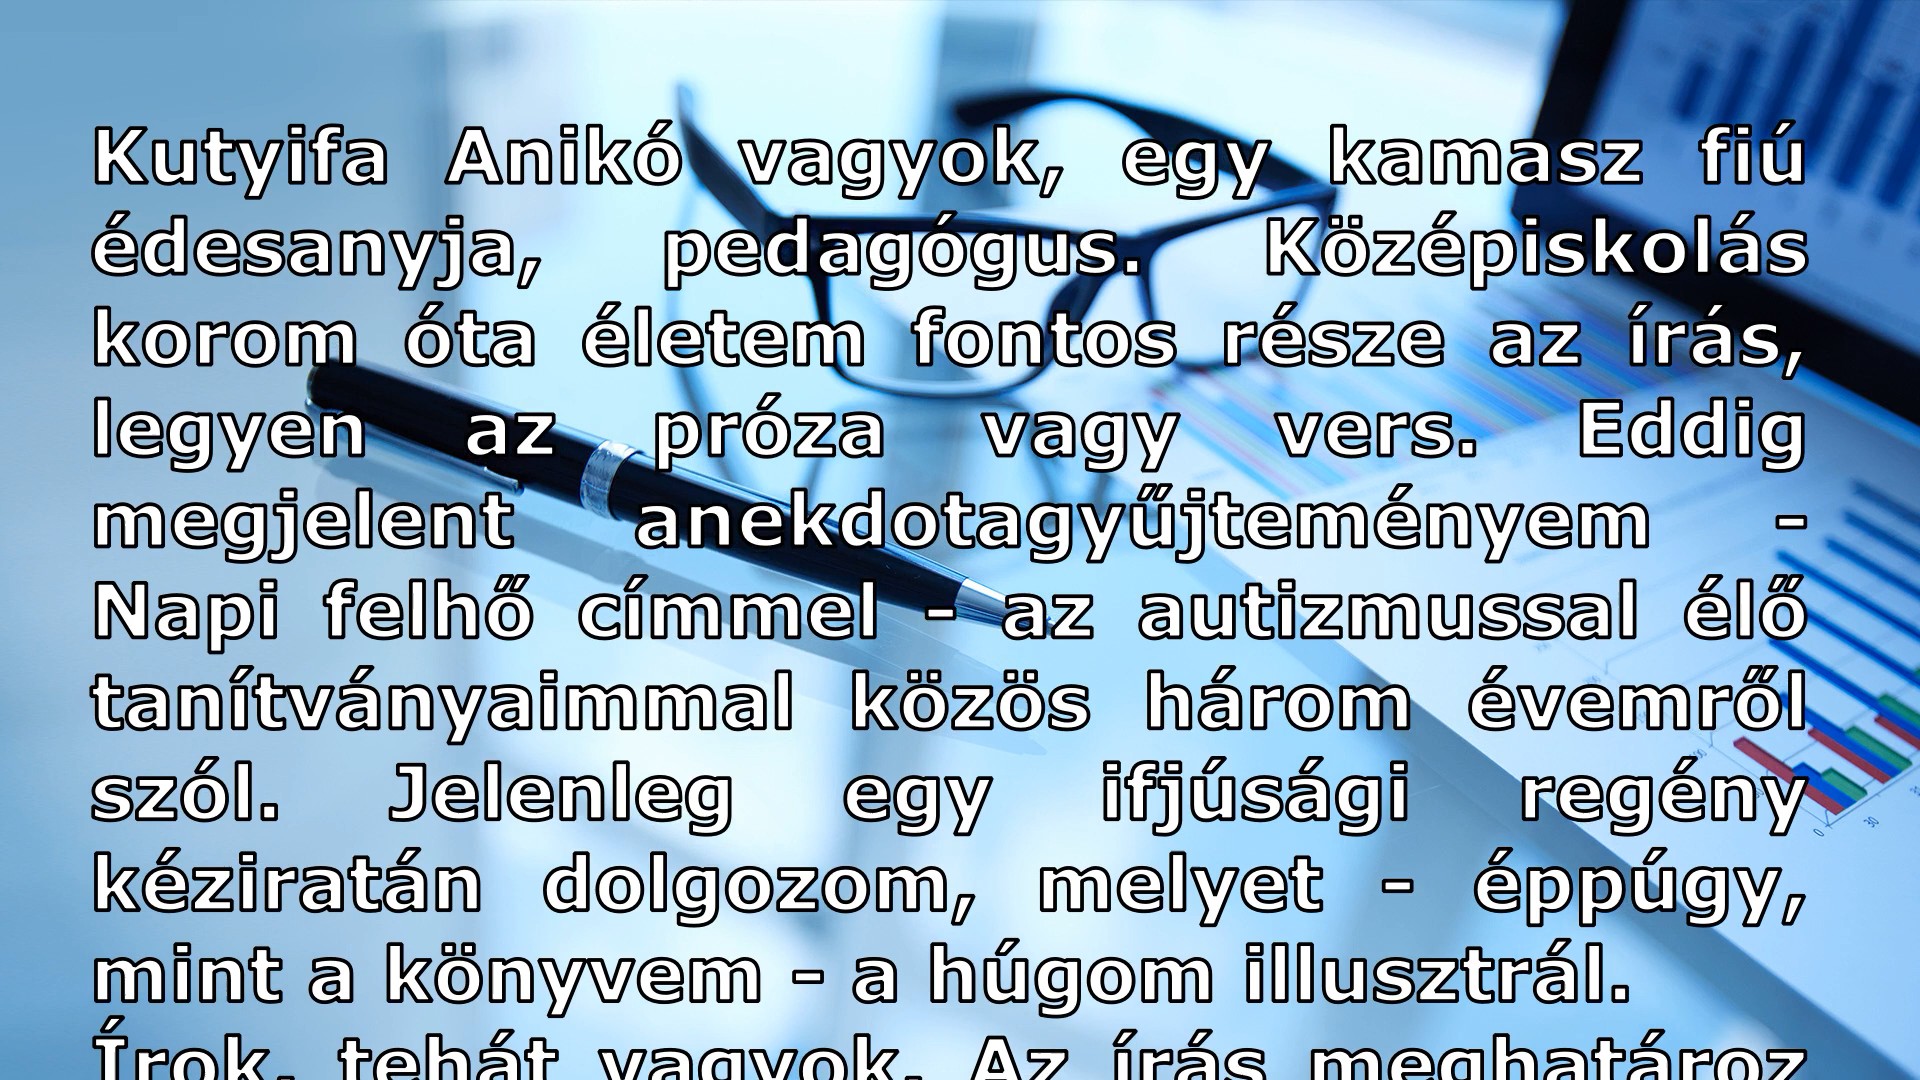 Kutyifa Anikó vagyok, egy kamasz fiú
édesanyja, pedagógus. Középiskolás
korom óta életem fontos része az írás,
legyen az próza vagy vers. Eddig
megjelent anekdotagyűjteményem -
Napi felhő címmel - az autizmussal élő
tanítványaimmal közös három évemről
szól. Jelenleg egy ifjúsági regény
kéziratán dolgozom, melyet - éppúgy,
mint a könyvem - a húgom illusztrál.
Írok, tehát vagyok. Az írás meghatároz